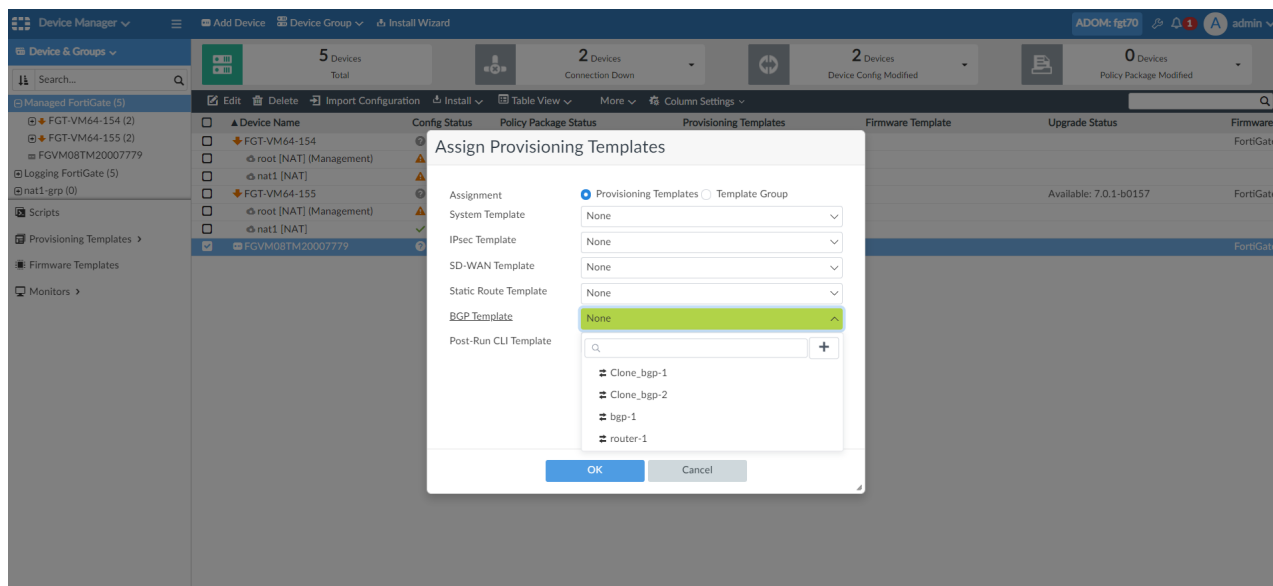 Device Manager
Add Device Device Group Install Wizard
ADOM: fgt70 1 A admin
Device & Groups
Search...
Managed FortiGate (5)
FGT-VM64-154 (2)
FGT-VM64-155 (2)
FGVM08TM20007779
Logging FortiGate (5)
nat1-grp (0)
Scripts
Provisioning Templates
Firmware Templates
Monitors
5 Devices
Total
2 Devices
Connection Down
2 Devices
Device Config Modified
0 Devices
Policy Package Modified
Edit Delete Import Configuration Install Table View More Column Settings
Device Name Config Status Policy Package Status Provisioning Templates Firmware Template Upgrade Status Firmware
FGT-VM64-154 FortiGat
root [NAT] (Management)
nat1 [NAT]
FGT-VM64-155 Available: 7.0.1-b0157 FortiGat
root [NAT] (Management)
nat1 [NAT]
FGVM08TM20007779 FortiGat
Assign Provisioning Templates
Assignment Provisioning Templates Template Group
System Template None
IPsec Template None
SD-WAN Template None
Static Route Template None
BGP Template None
Post-Run CLI Template
Clone_bgp-1
Clone_bgp-2
bgp-1
router-1
OK Cancel